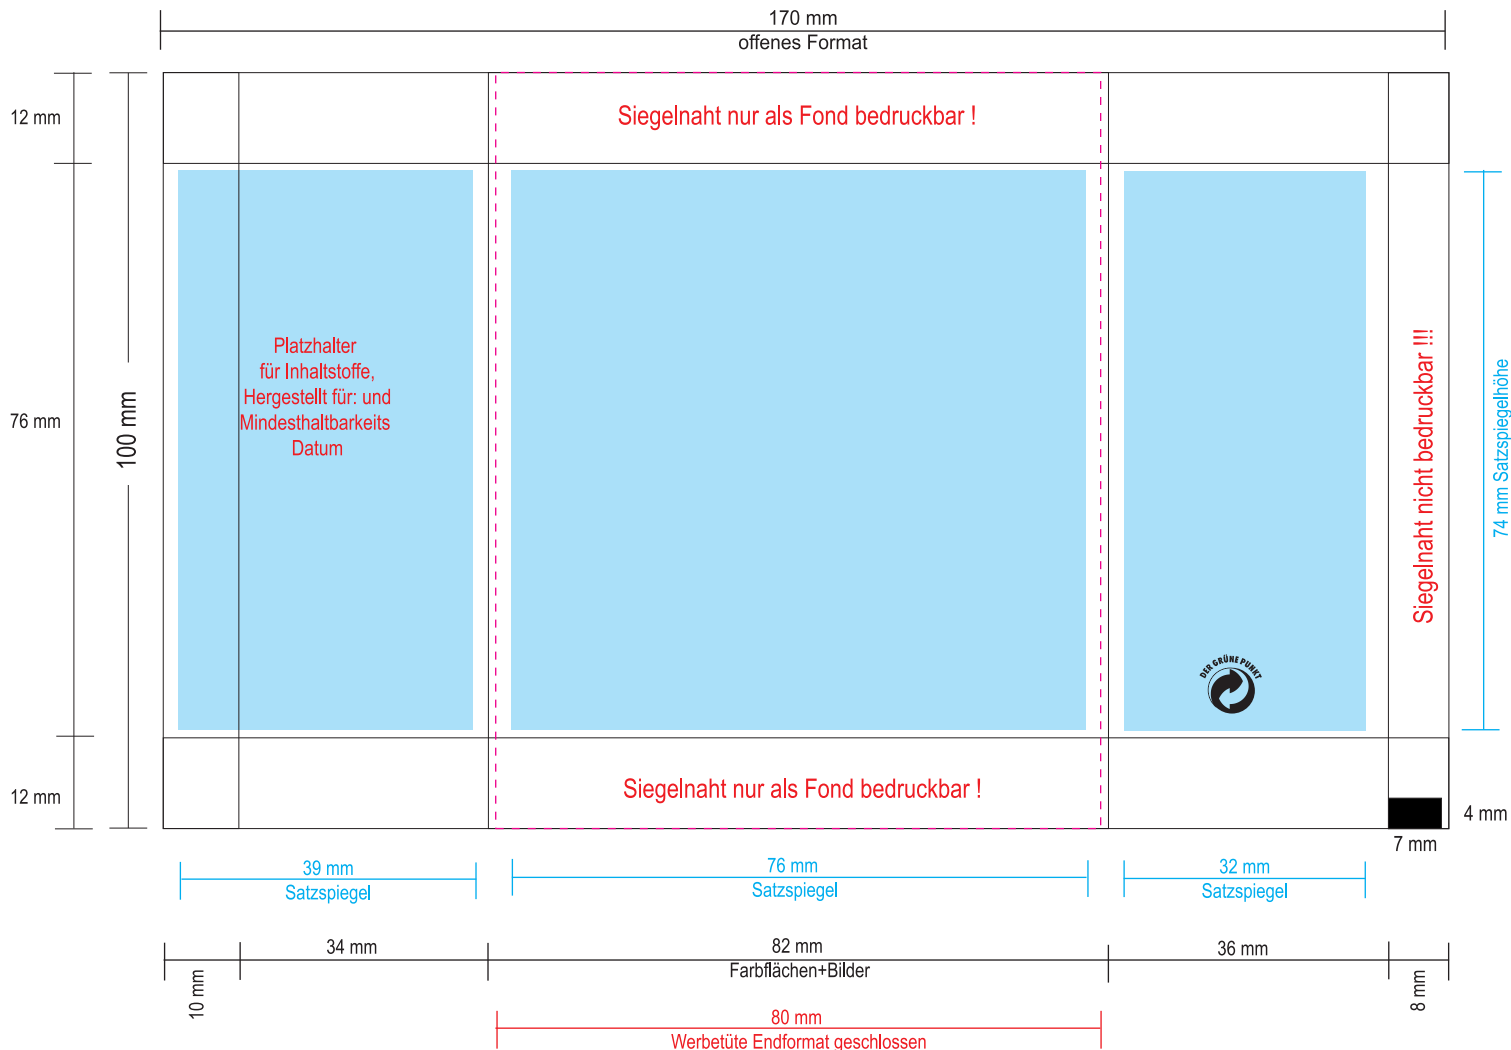 170 mm
offenes Format
12 mm
Siegelnaht nur als Fond bedruckbar !
76 mm
100 mm
Platzhalter
für Inhaltstoffe,
Hergestellt für: und
Mindesthaltbarkeits
Datum
Siegelnaht nicht bedruckbar !!!
74 mm Satzspiegelhöhe
DER GRÜNE PUNKT
12 mm
Siegelnaht nur als Fond bedruckbar !
4 mm
7 mm
39 mm
Satzspiegel
76 mm
Satzspiegel
32 mm
Satzspiegel
10 mm
34 mm
82 mm
Farbflächen+Bilder
36 mm
8 mm
80 mm
Werbetüte Endformat geschlossen